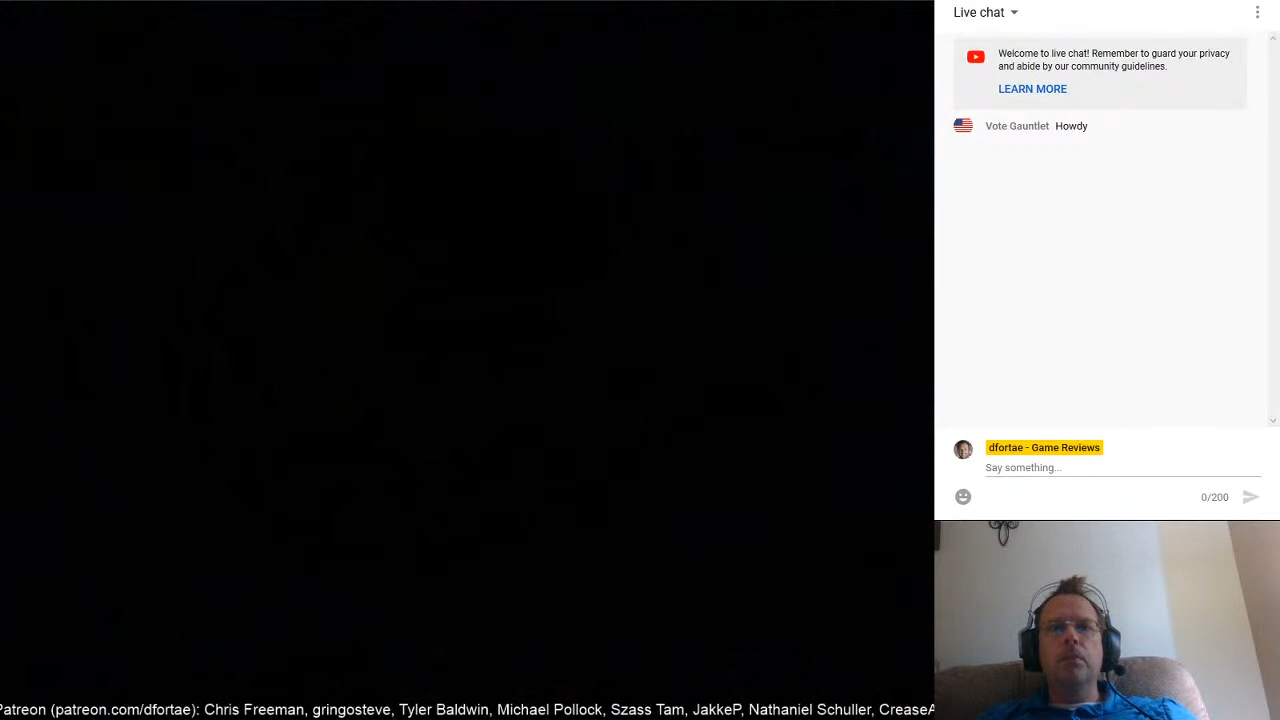 Live chat
Welcome to live chat! Remember to guard your privacy
and abide by our community guidelines.
LEARN MORE
Vote Gauntlet Howdy
dfortae - Game Reviews
Say something...
0/200
Patreon (patreon.com/dfortae): Chris Freeman, gringosteve, Tyler Baldwin, Michael Pollock, Szass Tam, JakkeP, Nathaniel Schuller, CreaseA